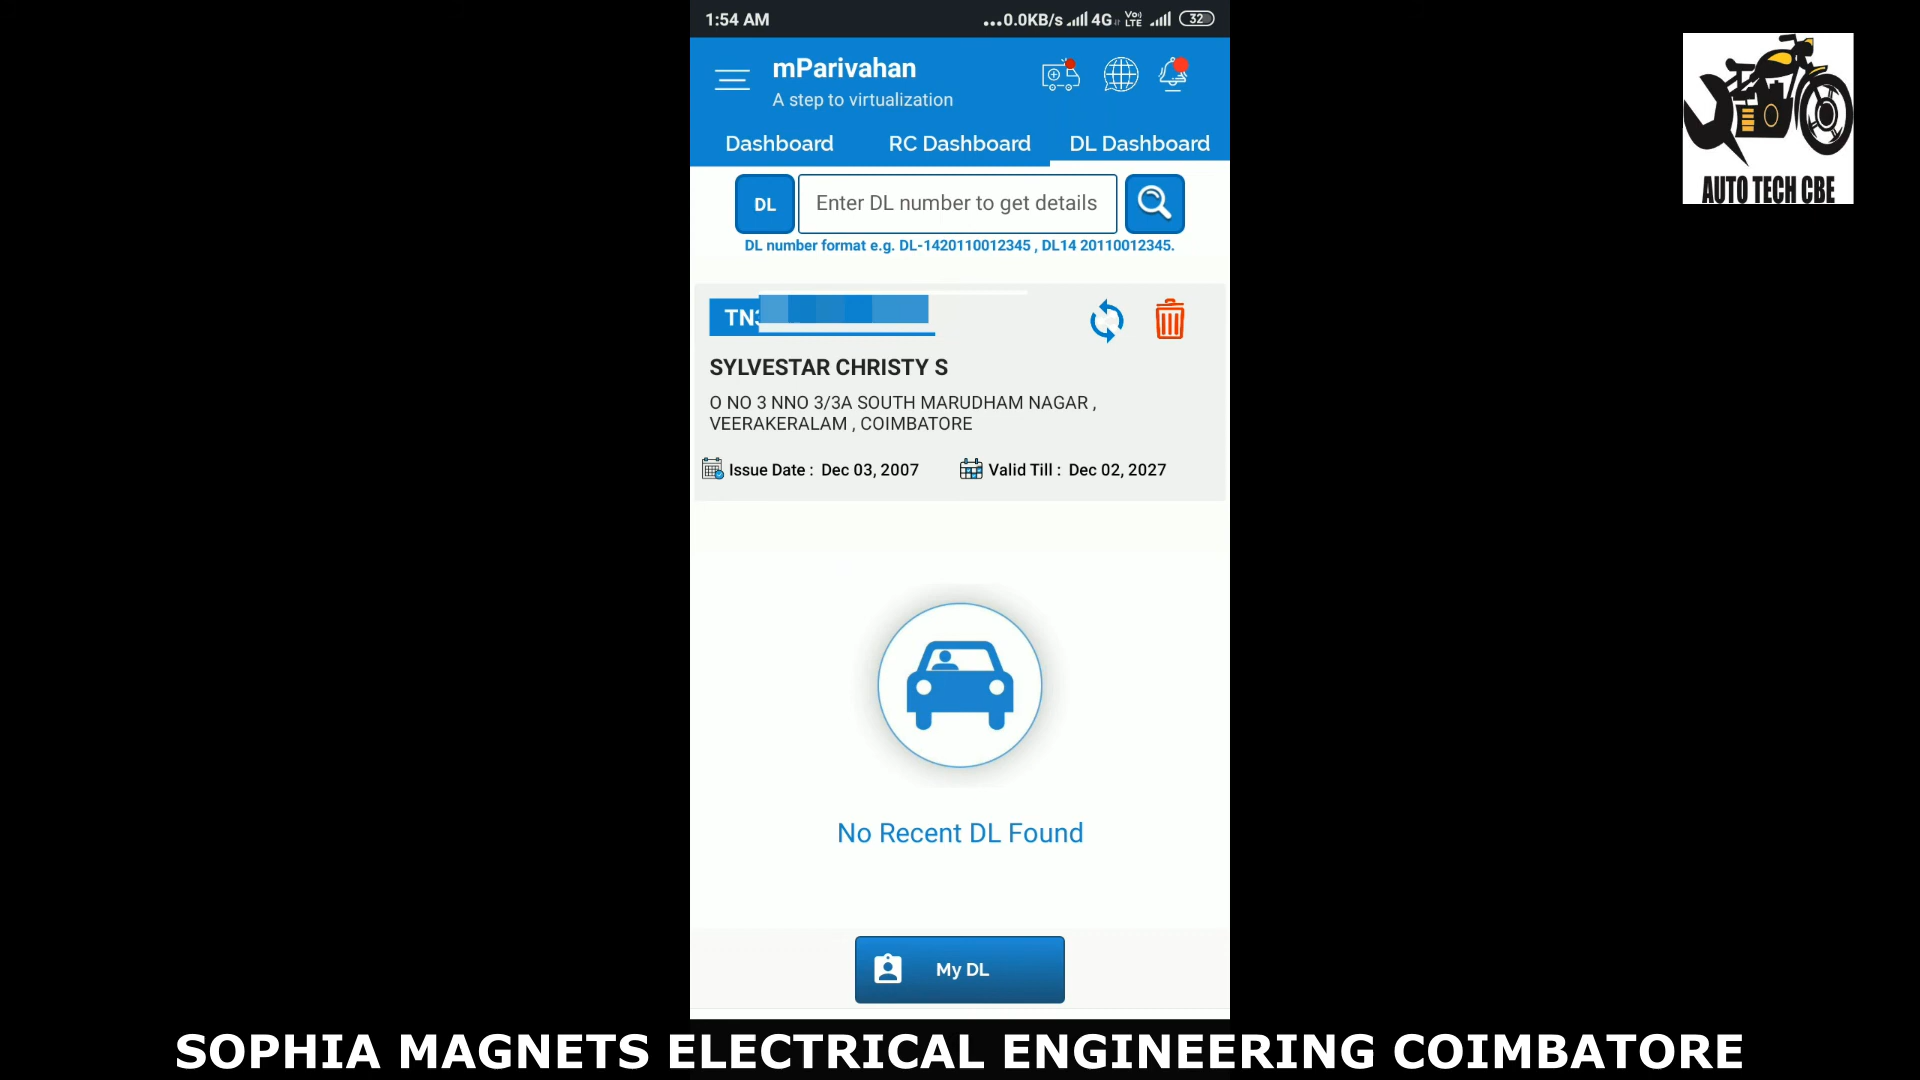 1:54 AM
...0.0KB/s 4G Vo) LTE 32
mParivahan
A step to virtualization
Dashboard RC Dashboard DL Dashboard
DL Enter DL number to get details
DL number format e.g. DL-1420110012345 , DL14 20110012345.
TN3
SYLVESTAR CHRISTY S
O NO 3 NNO 3/3A SOUTH MARUDHAM NAGAR ,
VEERAKERALAM , COIMBATORE
Issue Date : Dec 03, 2007 Valid Till : Dec 02, 2027
No Recent DL Found
My DL
AUTO TECH CBE
SOPHIA MAGNETS ELECTRICAL ENGINEERING COIMBATORE